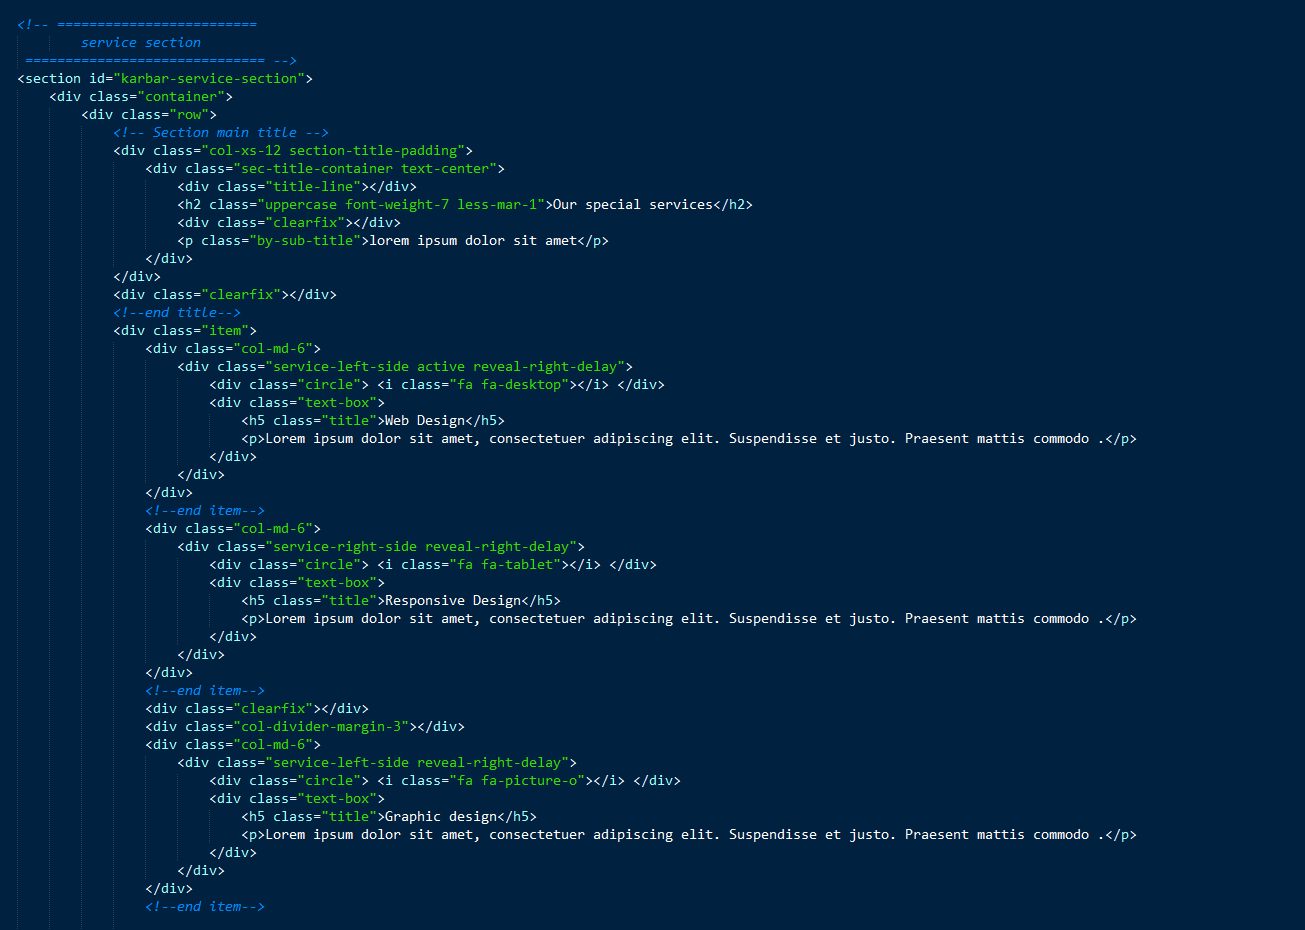 <!-- =========================
service section
============================== -->
<section id="karbar-service-section">
<div class="container">
<div class="row">
<!-- Section main title -->
<div class="col-xs-12 section-title-padding">
<div class="sec-title-container text-center">
<div class="title-line"></div>
<h2 class="uppercase font-weight-7 less-mar-1">Our special services</h2>
<div class="clearfix"></div>
<p class="by-sub-title">lorem ipsum dolor sit amet</p>
</div>
</div>
<div class="clearfix"></div>
<!--end title-->
<div class="item">
<div class="col-md-6">
<div class="service-left-side active reveal-right-delay">
<div class="circle"> <i class="fa fa-desktop"></i> </div>
<div class="text-box">
<h5 class="title">Web Design</h5>
<p>Lorem ipsum dolor sit amet, consectetuer adipiscing elit. Suspendisse et justo. Praesent mattis commodo .</p>
</div>
</div>
</div>
<!--end item-->
<div class="col-md-6">
<div class="service-right-side reveal-right-delay">
<div class="circle"> <i class="fa fa-tablet"></i> </div>
<div class="text-box">
<h5 class="title">Responsive Design</h5>
<p>Lorem ipsum dolor sit amet, consectetuer adipiscing elit. Suspendisse et justo. Praesent mattis commodo .</p>
</div>
</div>
</div>
<!--end item-->
<div class="clearfix"></div>
<div class="col-divider-margin-3"></div>
<div class="col-md-6">
<div class="service-left-side reveal-right-delay">
<div class="circle"> <i class="fa fa-picture-o"></i> </div>
<div class="text-box">
<h5 class="title">Graphic design</h5>
<p>Lorem ipsum dolor sit amet, consectetuer adipiscing elit. Suspendisse et justo. Praesent mattis commodo .</p>
</div>
</div>
</div>
<!--end item-->